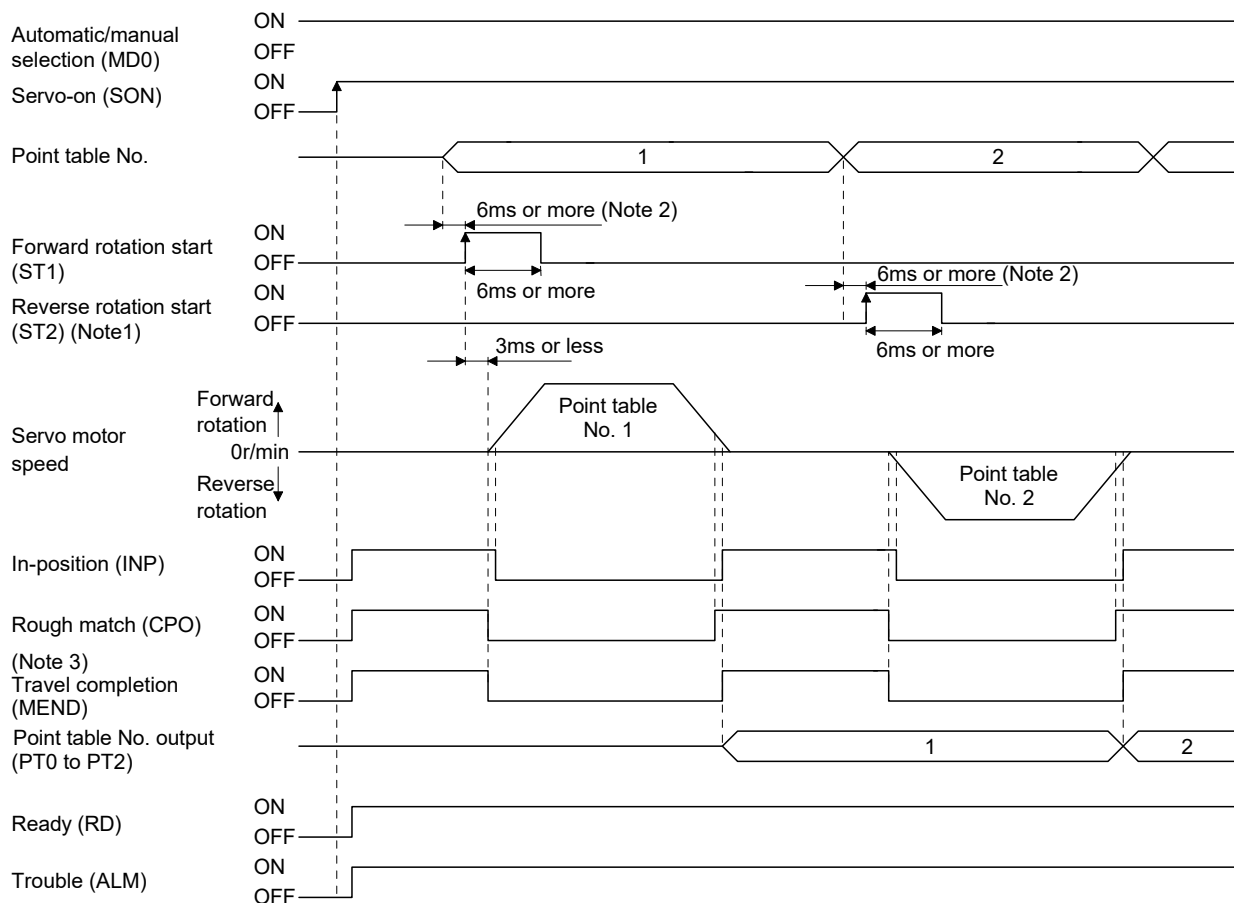 Automatic/manual
selection (MD0)
ON
OFF
Servo-on (SON)
ON
OFF
Point table No.
1
2
6ms or more (Note 2)
Forward rotation start
(ST1)
ON
OFF
6ms or more
6ms or more (Note 2)
Reverse rotation start
(ST2) (Note1)
ON
OFF
6ms or more
3ms or less
Servo motor
speed
Forward
rotation
0r/min
Reverse
rotation
Point table
No. 1
Point table
No. 2
In-position (INP)
ON
OFF
Rough match (CPO)
ON
OFF
(Note 3)
Travel completion
(MEND)
ON
OFF
Point table No. output
(PT0 to PT2)
1
2
Ready (RD)
ON
OFF
Trouble (ALM)
ON
OFF